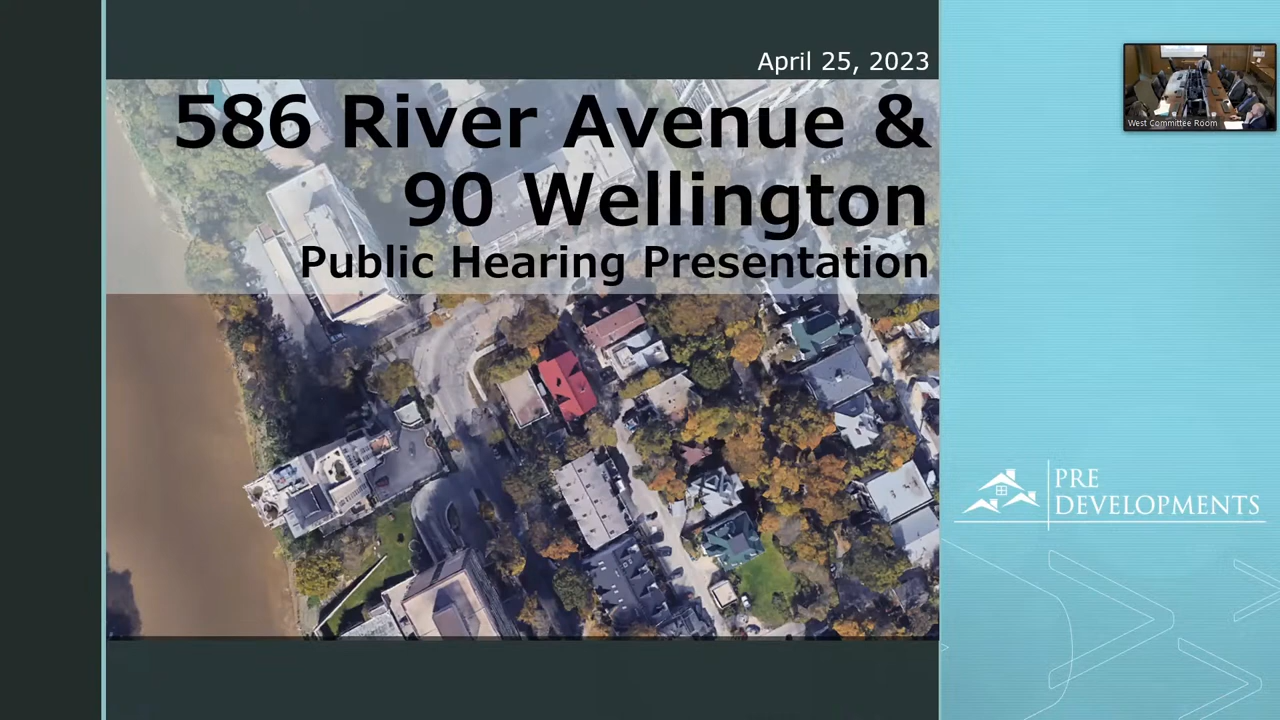 April 25, 2023
586 River Avenue &
90 Wellington
Public Hearing Presentation
West Committee Room
PRE
DEVELOPMENTS